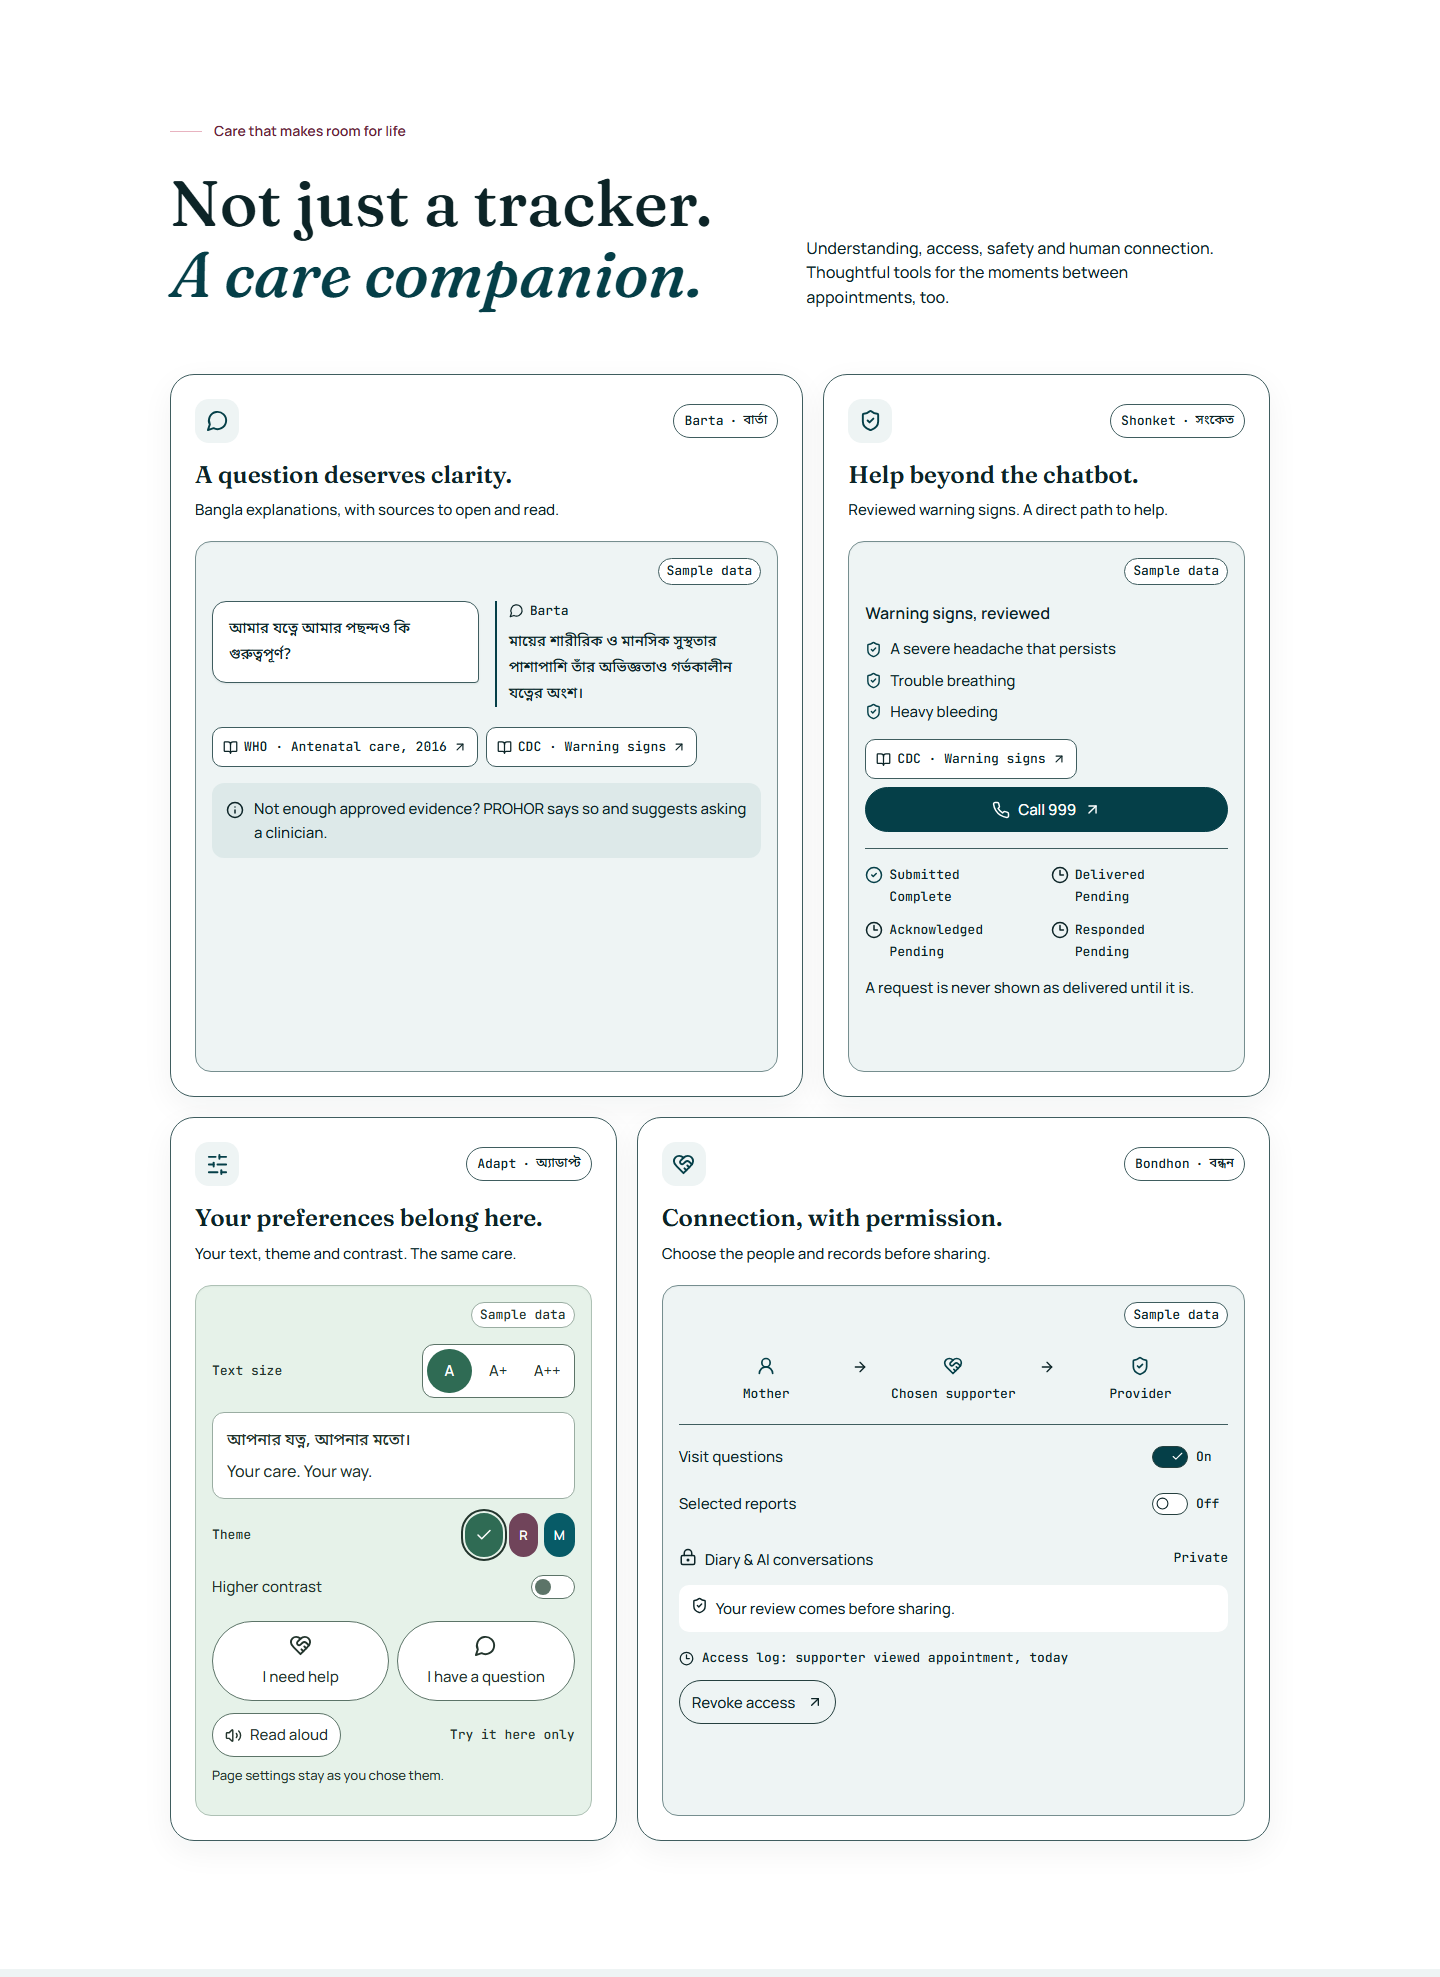 Care that makes room for life
Not just a tracker.
A care companion.
Understanding, access, safety and human connection.
Thoughtful tools for the moments between
appointments, too.
Barta · বার্তা
A question deserves clarity.
Bangla explanations, with sources to open and read.
Sample data
আমার যত্নে আমার পছন্দও কি
গুরুত্বপূর্ণ?
Barta
মায়ের শারীরিক ও মানসিক সুস্থতার
পাশাপাশি তাঁর অভিজ্ঞতাও গর্ভকালীন
যত্নের অংশ।
WHO · Antenatal care, 2016
CDC · Warning signs
Not enough approved evidence? PROHOR says so and suggests asking
a clinician.
Shonket · সংকেত
Help beyond the chatbot.
Reviewed warning signs. A direct path to help.
Sample data
Warning signs, reviewed
A severe headache that persists
Trouble breathing
Heavy bleeding
CDC · Warning signs
Call 999
Submitted
Complete
Delivered
Pending
Acknowledged
Pending
Responded
Pending
A request is never shown as delivered until it is.
Adapt · অ্যাডাপ্ট
Your preferences belong here.
Your text, theme and contrast. The same care.
Sample data
Text size
A A+ A++
আপনার যত্ন, আপনার মতো।
Your care. Your way.
Theme
R M
Higher contrast
I need help
I have a question
Read aloud
Try it here only
Page settings stay as you chose them.
Bondhon · বন্ধন
Connection, with permission.
Choose the people and records before sharing.
Sample data
Mother
Chosen supporter
Provider
Visit questions
On
Selected reports
Off
Diary & AI conversations
Private
Your review comes before sharing.
Access log: supporter viewed appointment, today
Revoke access